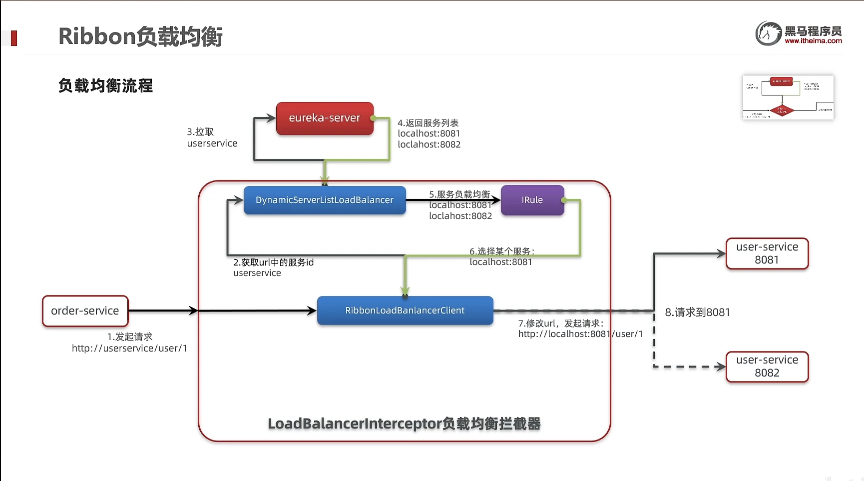 Ribbon负载均衡
黑马程序员
www.itheima.com
负载均衡流程
eureka-server
3.拉取
userservice
4.返回服务列表
localhost:8081
loclahost:8082
DynamicServerListLoadBalancer
5.服务负载均衡
localhost:8081
loclahost:8082
IRule
2.获取url中的服务id
userservice
6.选择某个服务：
localhost:8081
user-service
8081
order-service
RibbonLoadBanlancerClient
1.发起请求
http://userservice/user/1
7.修改url，发起请求：
http://localhost:8081/user/1
8.请求到8081
user-service
8082
LoadBalancerInterceptor负载均衡拦截器